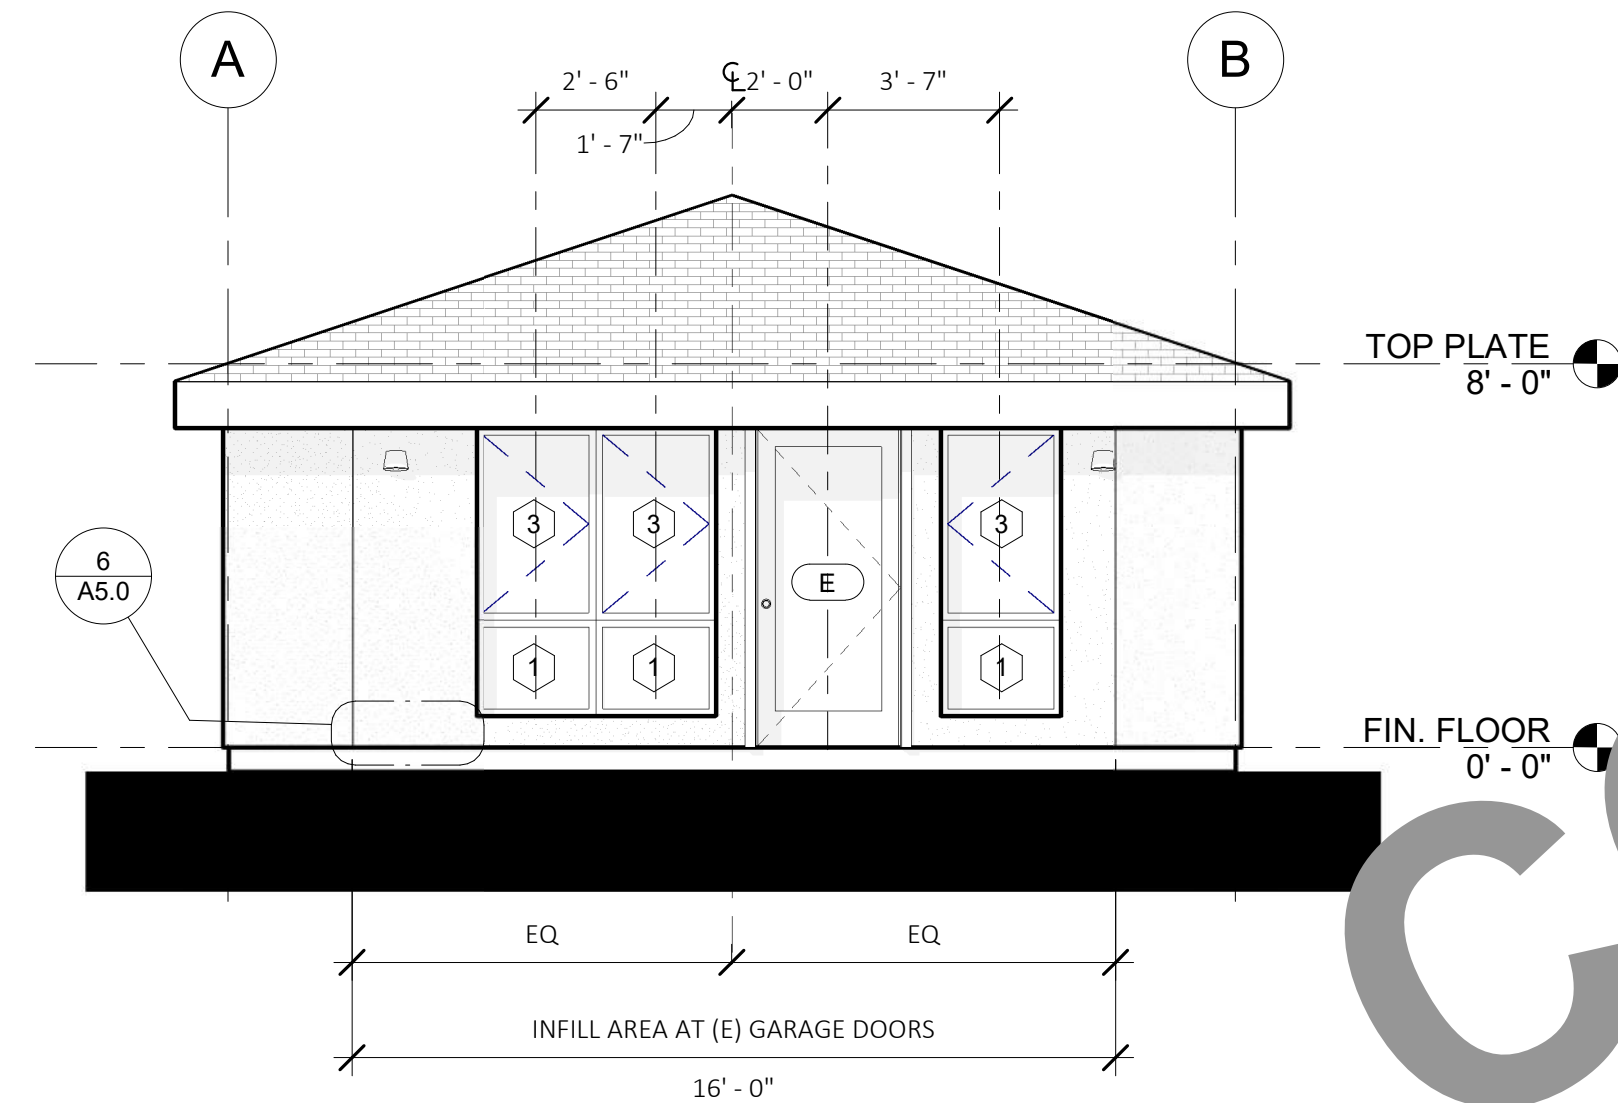 A
B
2' - 6"
℄
2' - 0"
3' - 7"
1' - 7"
TOP PLATE
8' - 0"
3
3
3
6
A5.0
E
1
1
1
FIN. FLOOR
0' - 0"
EQ
EQ
INFILL AREA AT (E) GARAGE DOORS
16' - 0"